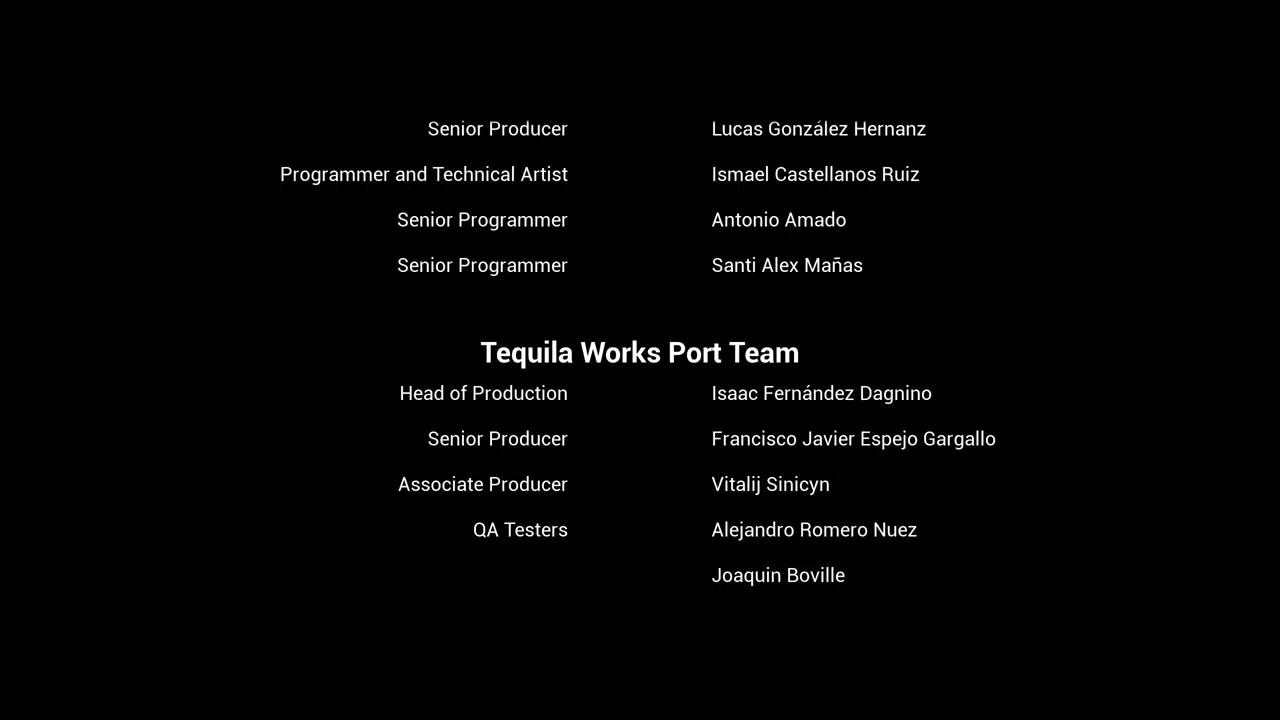 Senior Producer Lucas González Hernanz
Programmer and Technical Artist Ismael Castellanos Ruiz
Senior Programmer Antonio Amado
Senior Programmer Santi Alex Mañas
Tequila Works Port Team
Head of Production Isaac Fernández Dagnino
Senior Producer Francisco Javier Espejo Gargallo
Associate Producer Vitalij Sinicyn
QA Testers Alejandro Romero Nuez
Joaquin Boville